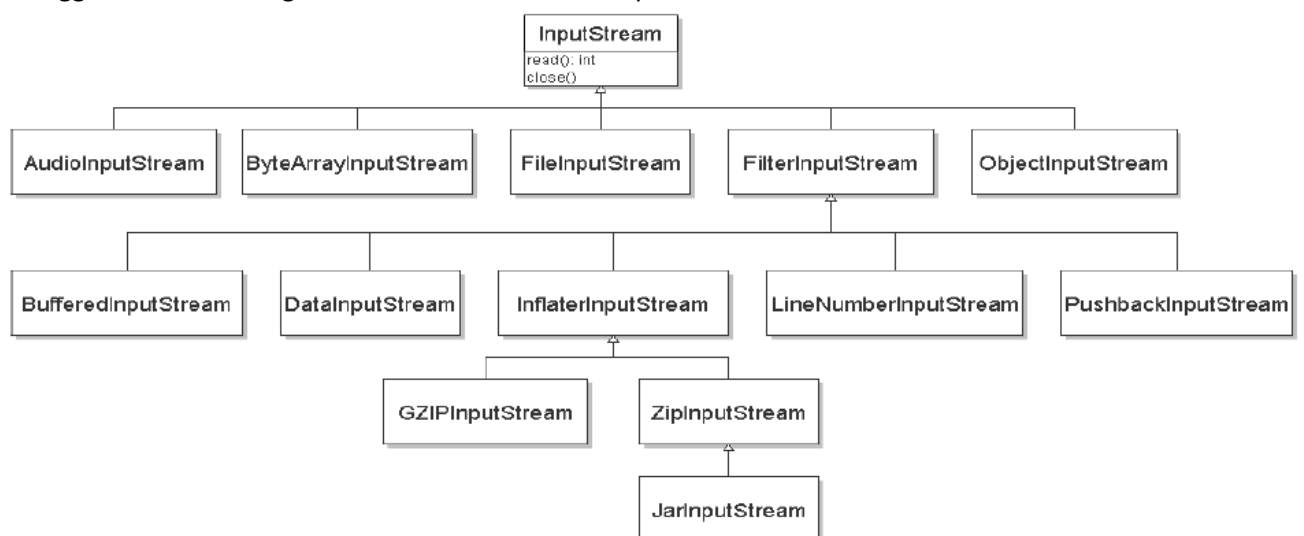 InputStream
read(): int
close()
AudioInputStream
ByteArrayInputStream
FileInputStream
FilterInputStream
ObjectInputStream
BufferedInputStream
DataInputStream
InflaterInputStream
LineNumberInputStream
PushbackInputStream
GZIPInputStream
ZipInputStream
JarInputStream